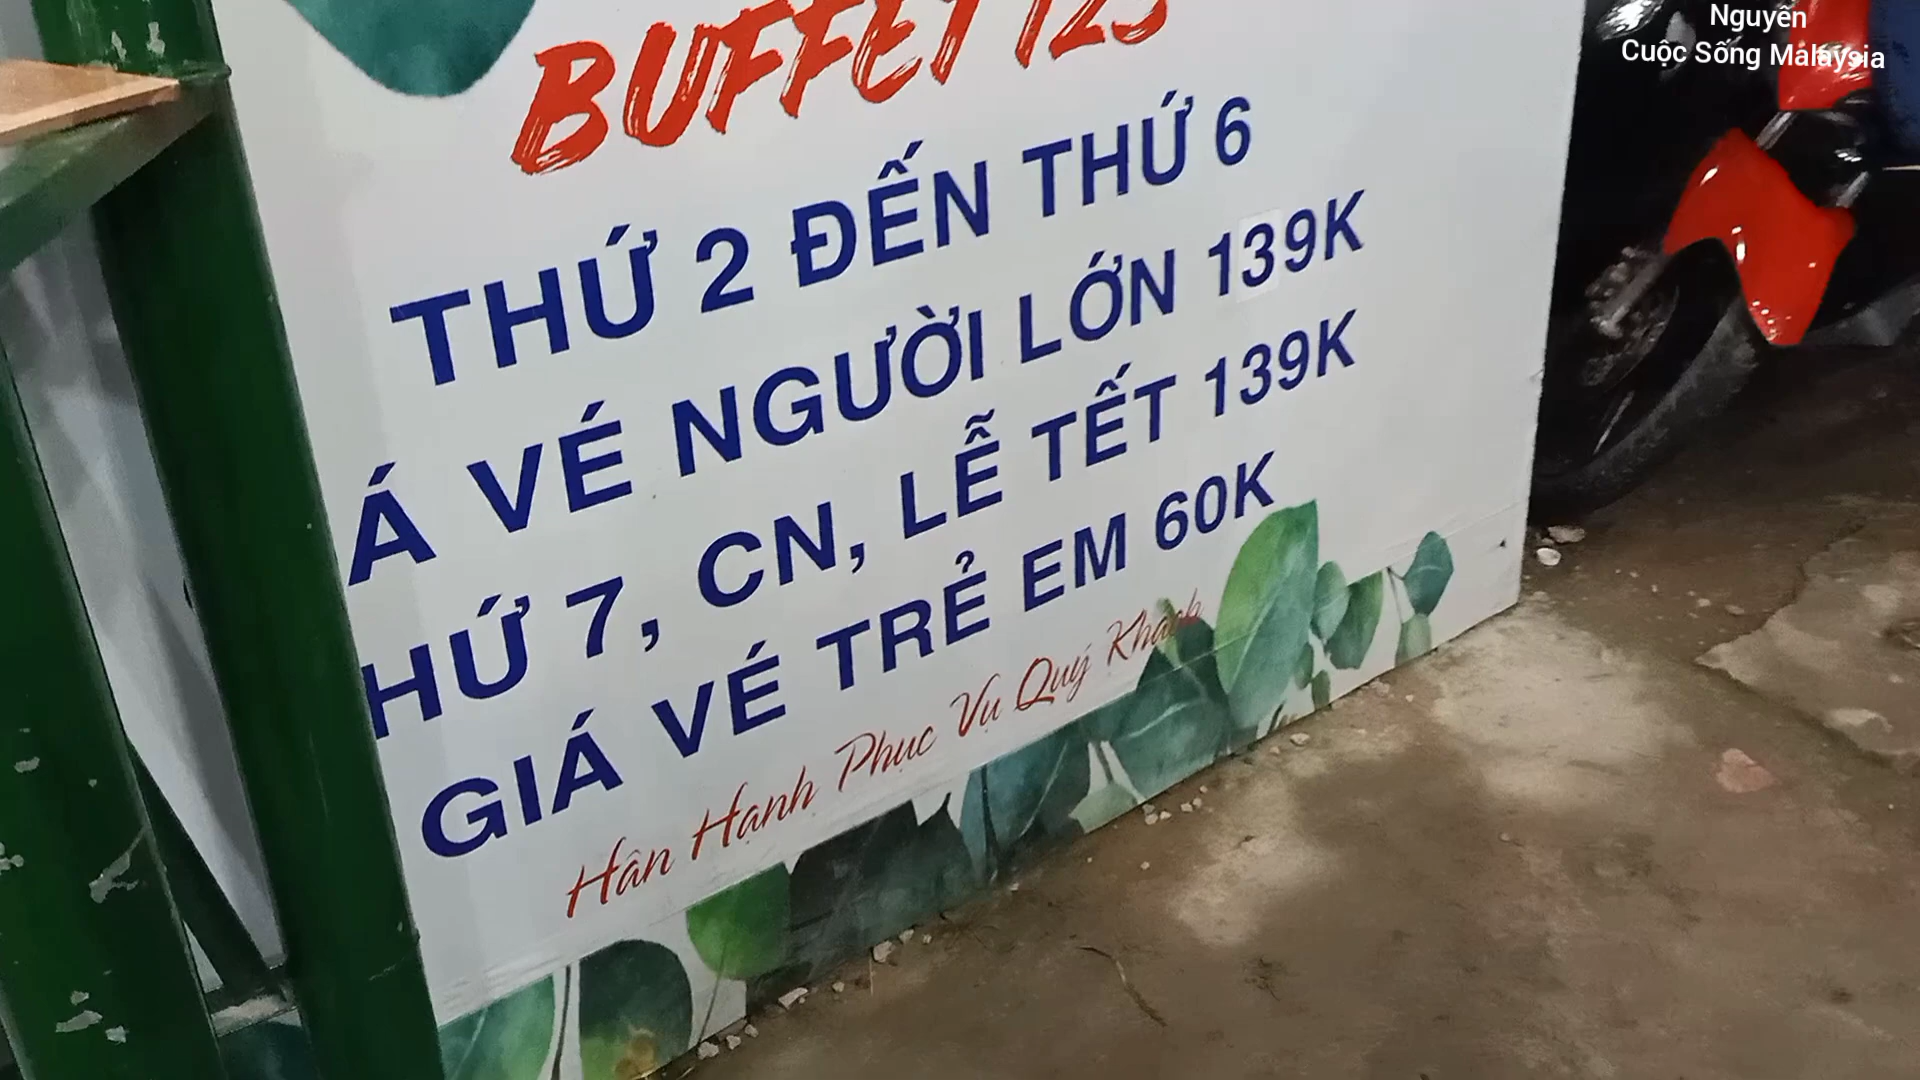 Nguyên
Cuộc Sống Malaysia
BUFFET 123
THỨ 2 ĐẾN THỨ 6
Á VÉ NGƯỜI LỚN 139K
HỨ 7, CN, LỄ TẾT 139K
GIÁ VÉ TRẺ EM 60K
Hân Hạnh Phục Vụ Quý Khách